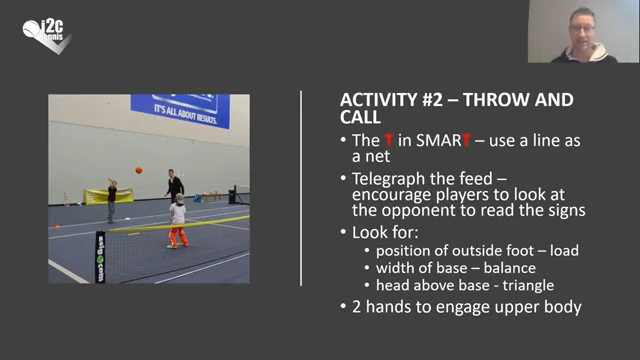 i2c
tennis
IT'S ALL ABOUT RESULTS.
zsig.com
ACTIVITY #2 – THROW AND
CALL
• The T in SMART – use a line as
a net
• Telegraph the feed –
encourage players to look at
the opponent to read the signs
• Look for:
• position of outside foot – load
• width of base – balance
• head above base - triangle
• 2 hands to engage upper body